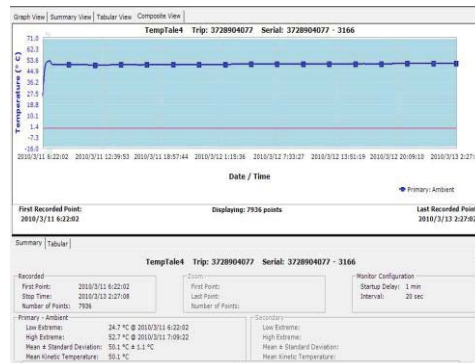 Graph View Summary View Tabular View Composite View
TempTale4 Trip: 3728904077 Serial: 3728904077 - 3166
71.0
62.3
53.6
44.9
36.2
27.5
18.8
10.1
1.4
-7.3
-16.0
Temperature (° C)
2010/3/11 6:22:02 2010/3/11 12:39:53 2010/3/11 18:57:44 2010/3/12 1:15:36 2010/3/12 7:33:27 2010/3/12 13:51:19 2010/3/12 20:09:10 2010/3/13 2:27:0
Date / Time
Primary: Ambient
First Recorded Point: Displaying: 7936 points Last Recorded Point
2010/3/11 6:22:02 2010/3/13 2:27:02
Summary Tabular
TempTale4 Trip: 3728904077 Serial: 3728904077 - 3166
Recorded
First Point: 2010/3/11 6:22:02
Stop Time: 2010/3/13 2:27:08
Number of Points: 7936
Zoom
First Point:
Last Point:
Number of Points:
Monitor Configuration
Startup Delay: 1 min
Interval: 20 sec
Primary - Ambient
Low Extreme: 24.7 °C @ 2010/3/11 6:22:02
High Extreme: 52.7 °C @ 2010/3/11 7:09:22
Mean ± Standard Deviation: 50.1 °C ± 1.1 °C
Mean Kinetic Temperature: 50.1 °C
Secondary
Low Extreme:
High Extreme:
Mean ± Standard Deviation:
Mean Kinetic Temperature: